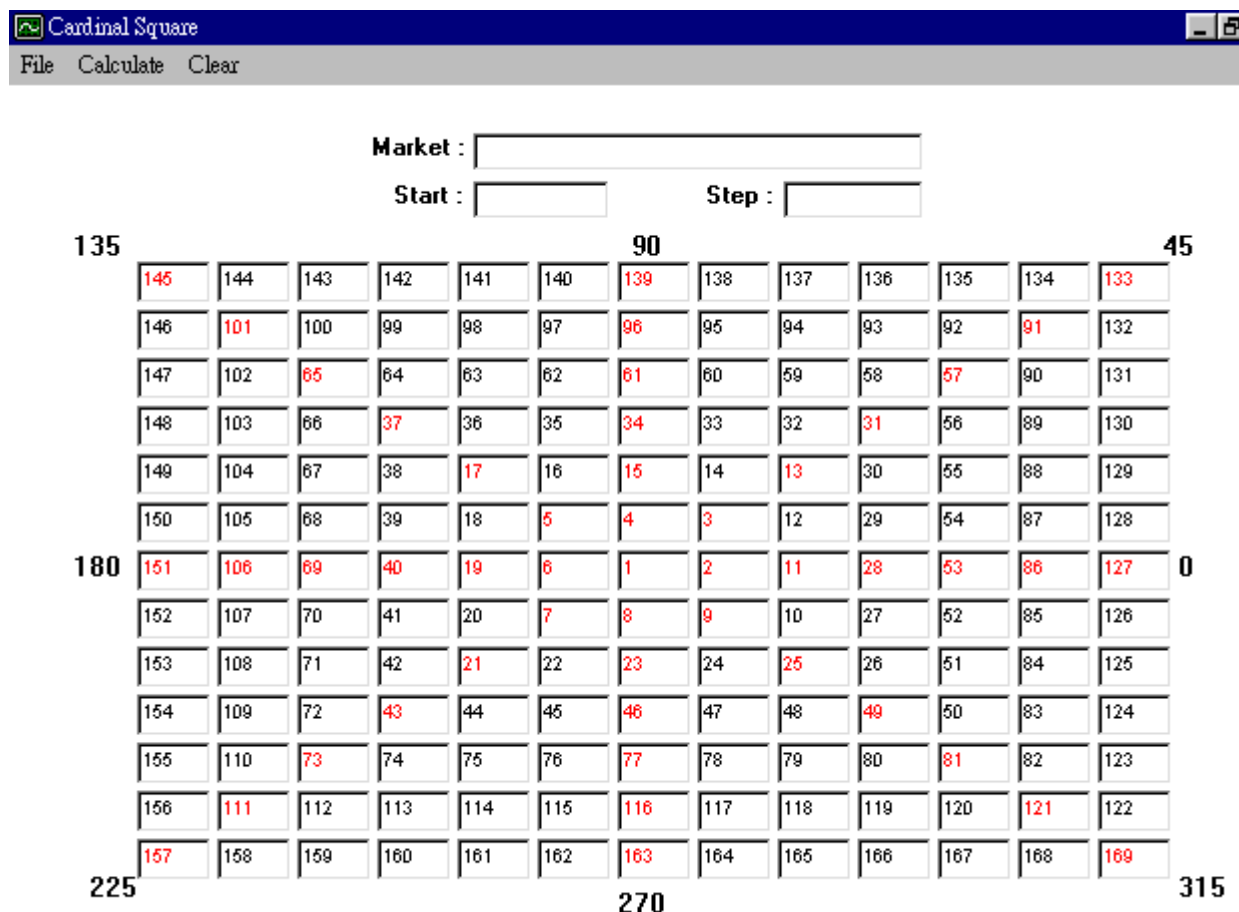 Cardinal Square
File Calculate Clear
Market :
Start : Step :
135 90 45
145 144 143 142 141 140 139 138 137 136 135 134 133
146 101 100 99 98 97 96 95 94 93 92 91 132
147 102 65 64 63 62 61 60 59 58 57 90 131
148 103 66 37 36 35 34 33 32 31 56 89 130
149 104 67 38 17 16 15 14 13 30 55 88 129
150 105 68 39 18 5 4 3 12 29 54 87 128
180 151 106 69 40 19 6 1 2 11 28 53 86 127 0
152 107 70 41 20 7 8 9 10 27 52 85 126
153 108 71 42 21 22 23 24 25 26 51 84 125
154 109 72 43 44 45 46 47 48 49 50 83 124
155 110 73 74 75 76 77 78 79 80 81 82 123
156 111 112 113 114 115 116 117 118 119 120 121 122
157 158 159 160 161 162 163 164 165 166 167 168 169
225 270 315